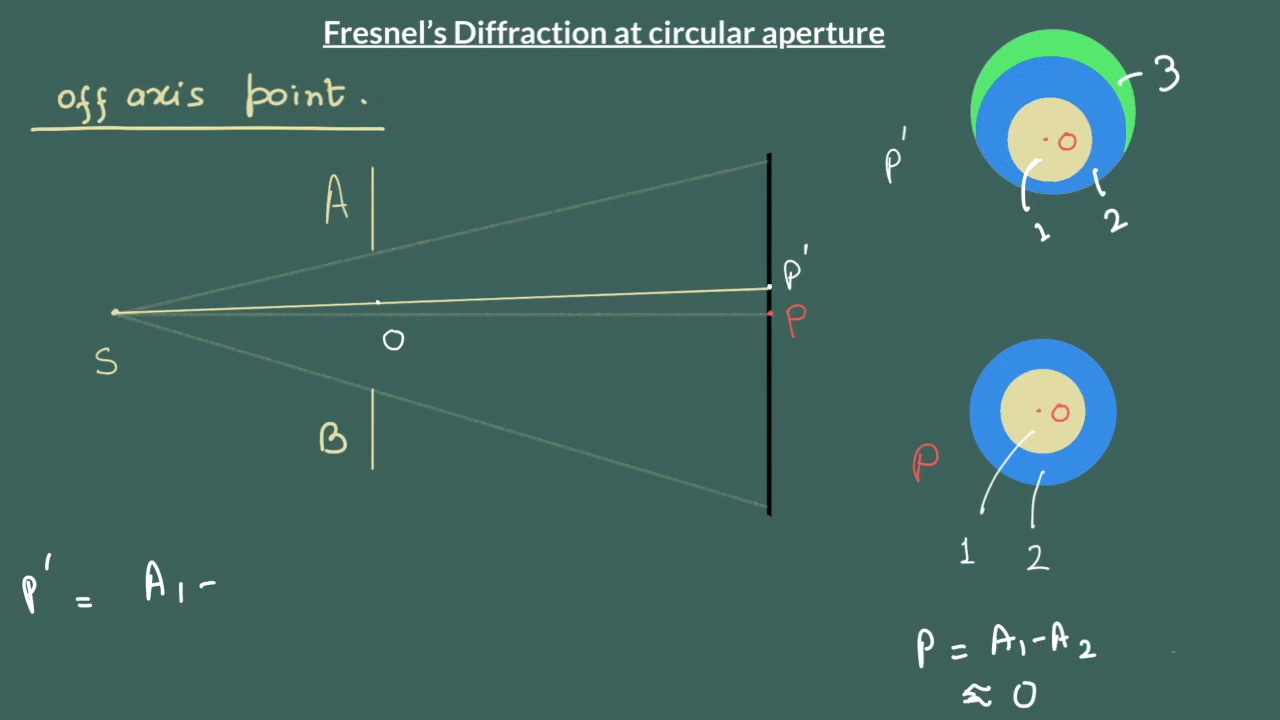 Fresnel's Diffraction at circular aperture
off axis point.
3
P'
O
1
2
A
P'
P
O
S
B
O
P
1
2
P' = A₁ -
P = A₁ - A₂
≈ 0